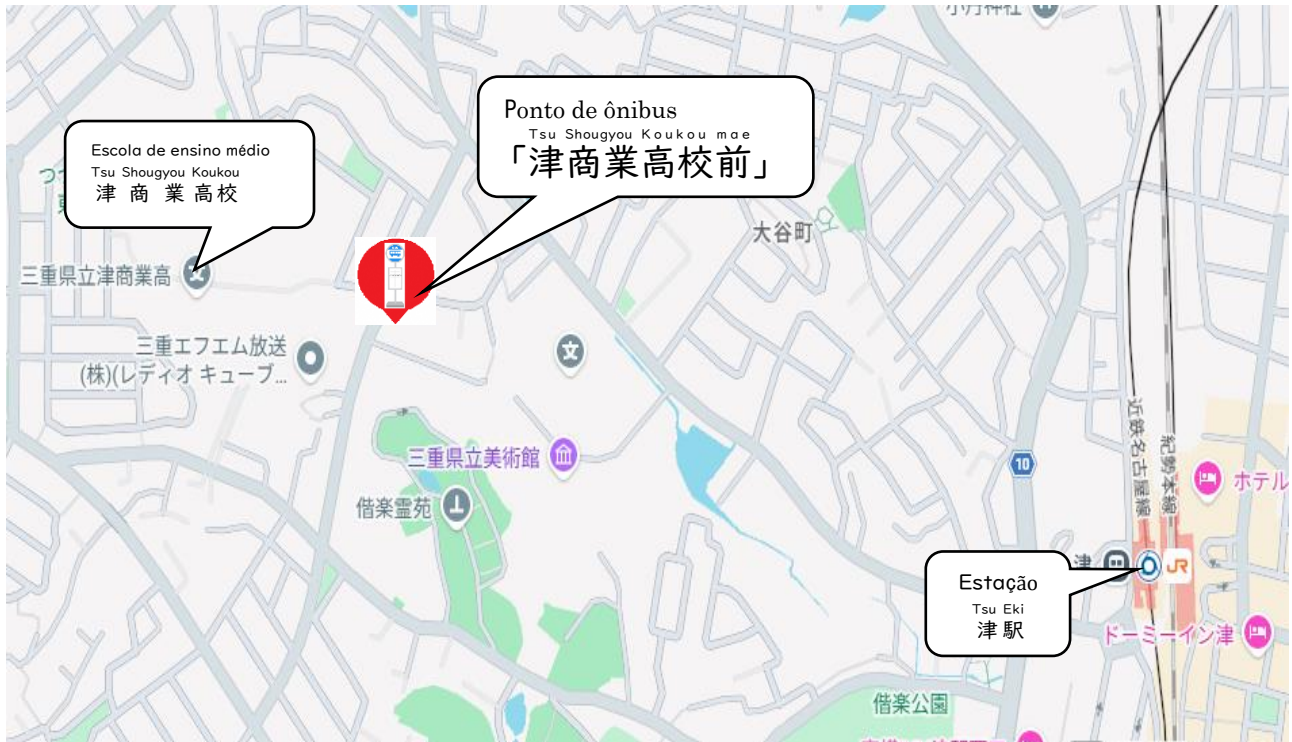 Ponto de ônibus
Tsu Shougyou Koukou mae
「津商業高校前」
Escola de ensino médio
Tsu Shougyou Koukou
津商業高校
大谷町
三重県立津商業高
三重エフエム放送
(株)(レディオ キューブ...
三重県立美術館
偕楽霊苑
10
近鉄名古屋線
紀勢本線
ホテル
津
JR
Estação
Tsu Eki
津駅
ドーミーイン津
偕楽公園
文
文